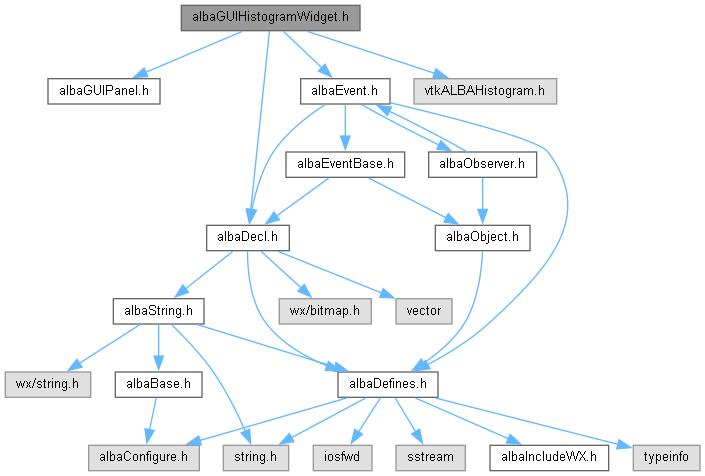 albaGUIHistogramWidget.h
albaGUIPanel.h
albaEvent.h
vtkALBAHistogram.h
albaEventBase.h
albaObserver.h
albaDecl.h
albaObject.h
albaString.h
wx/bitmap.h
vector
wx/string.h
albaBase.h
albaDefines.h
albaConfigure.h
string.h
iosfwd
sstream
albaIncludeWX.h
typeinfo